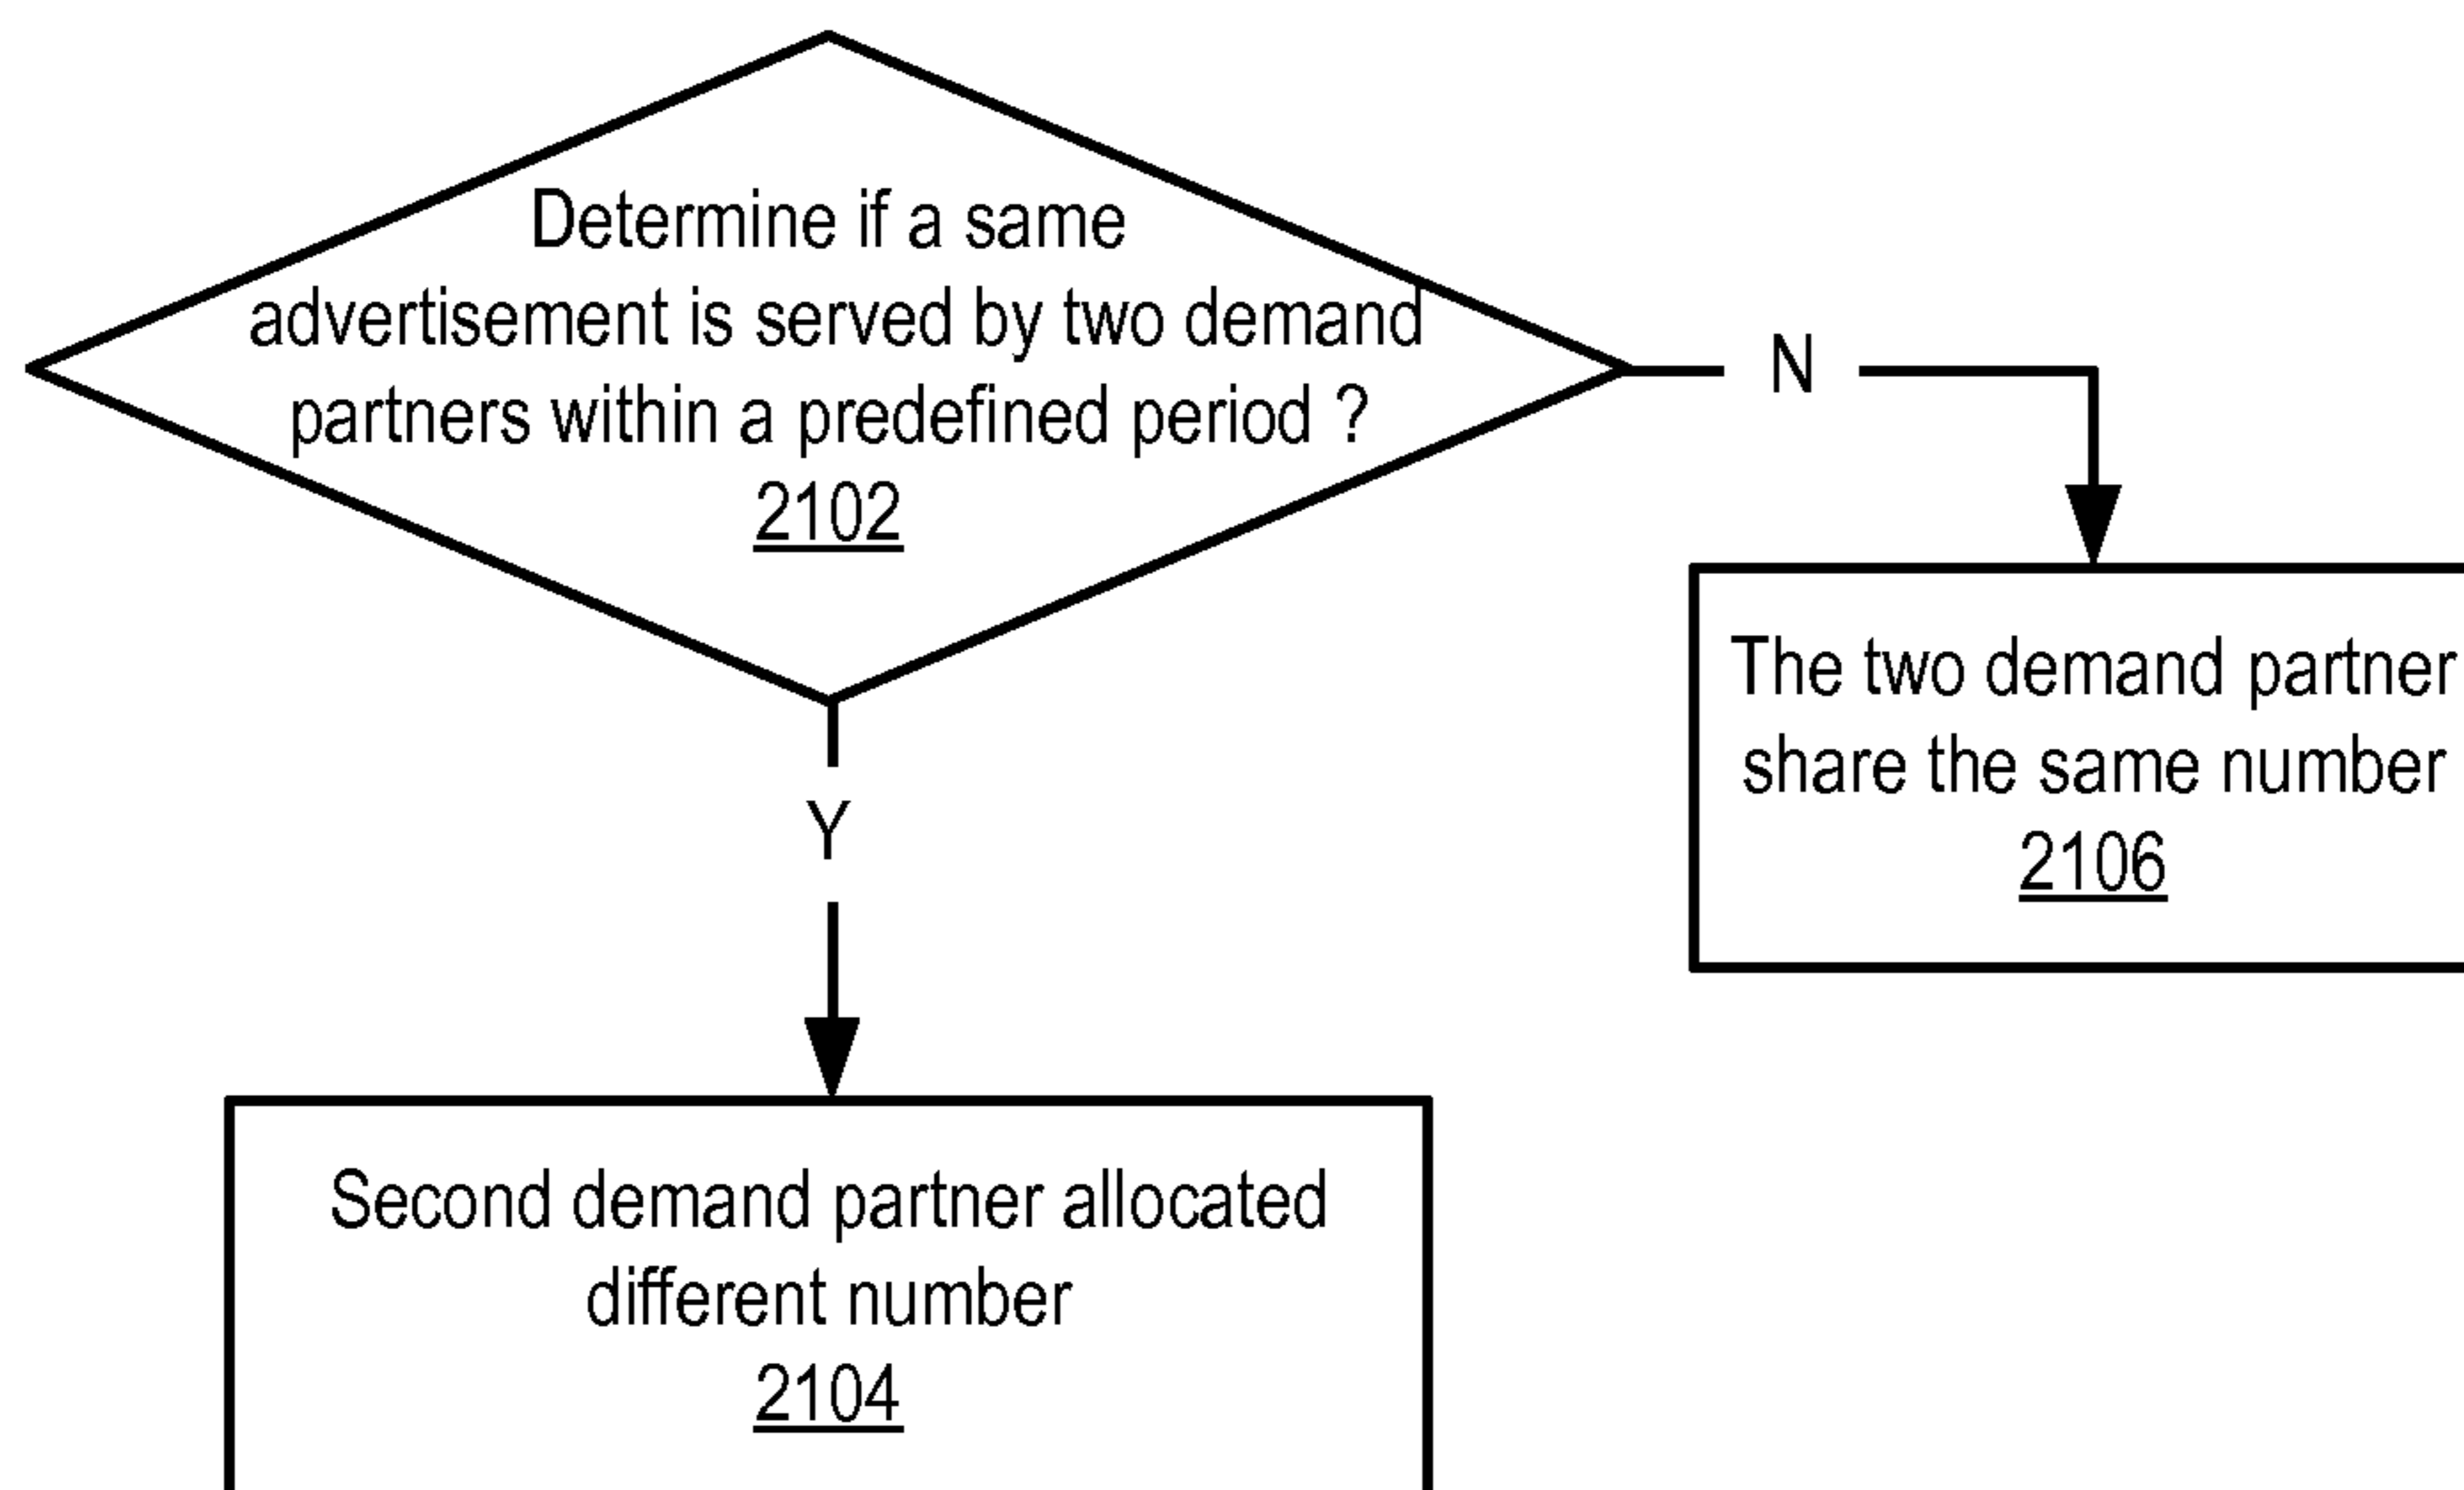 Determine if a same
advertisement is served by two demand
partners within a predefined period ?
2102
N
The two demand partner
share the same number
2106
Y
Second demand partner allocated
different number
2104